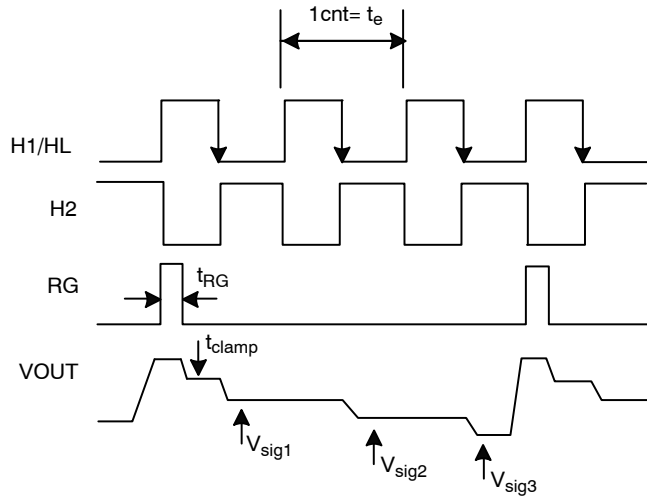 1cnt= te
H1/HL
H2
RG
tRG
tclamp
VOUT
Vsig1
Vsig2
Vsig3